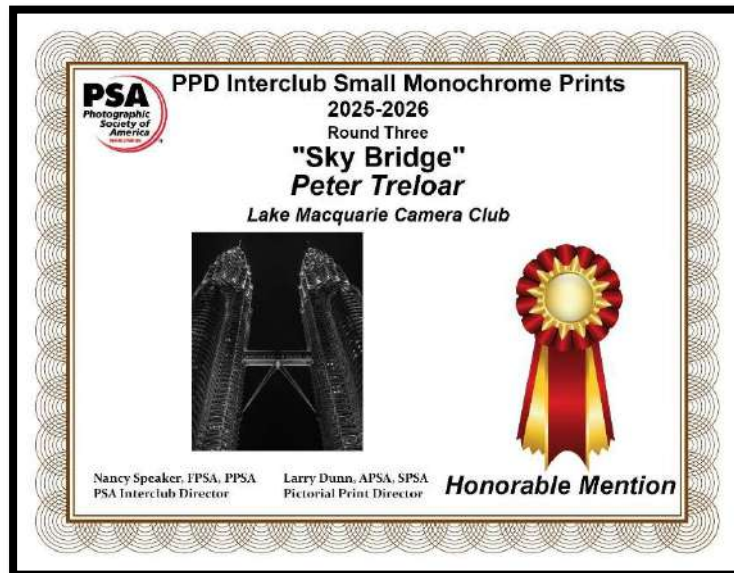 PSA
Photographic
Society of
America
PPD Interclub Small Monochrome Prints
2025-2026
Round Three
"Sky Bridge"
Peter Treloar
Lake Macquarie Camera Club
Nancy Speaker, FPSA, PPSA
PSA Interclub Director
Larry Dunn, APSA, SPSA
Pictorial Print Director
Honorable Mention